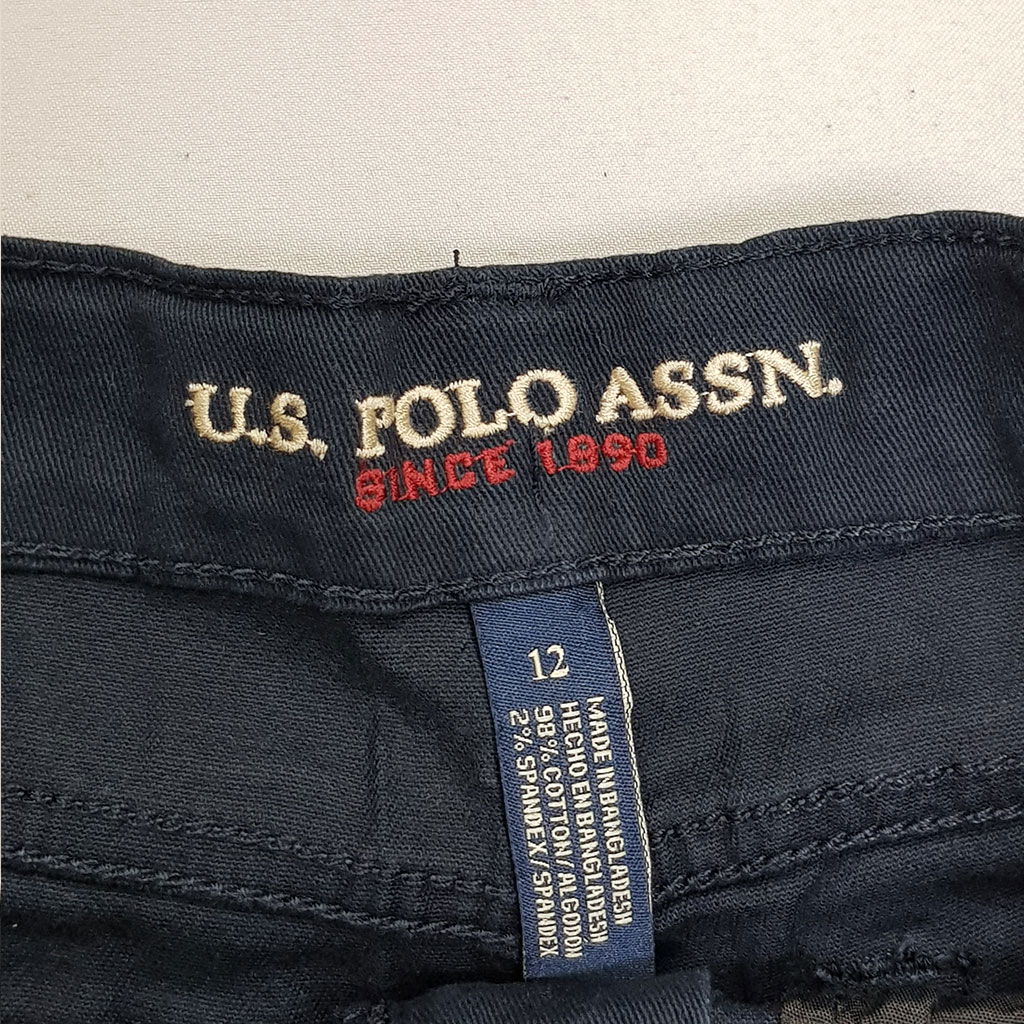 U.S. POLO ASSN.
SINCE 1890
12
MADE IN BANGLADESH
HECHO EN BANGLADESH
98% COTTON/ALGODON
2% SPANDEX/SPANDEX